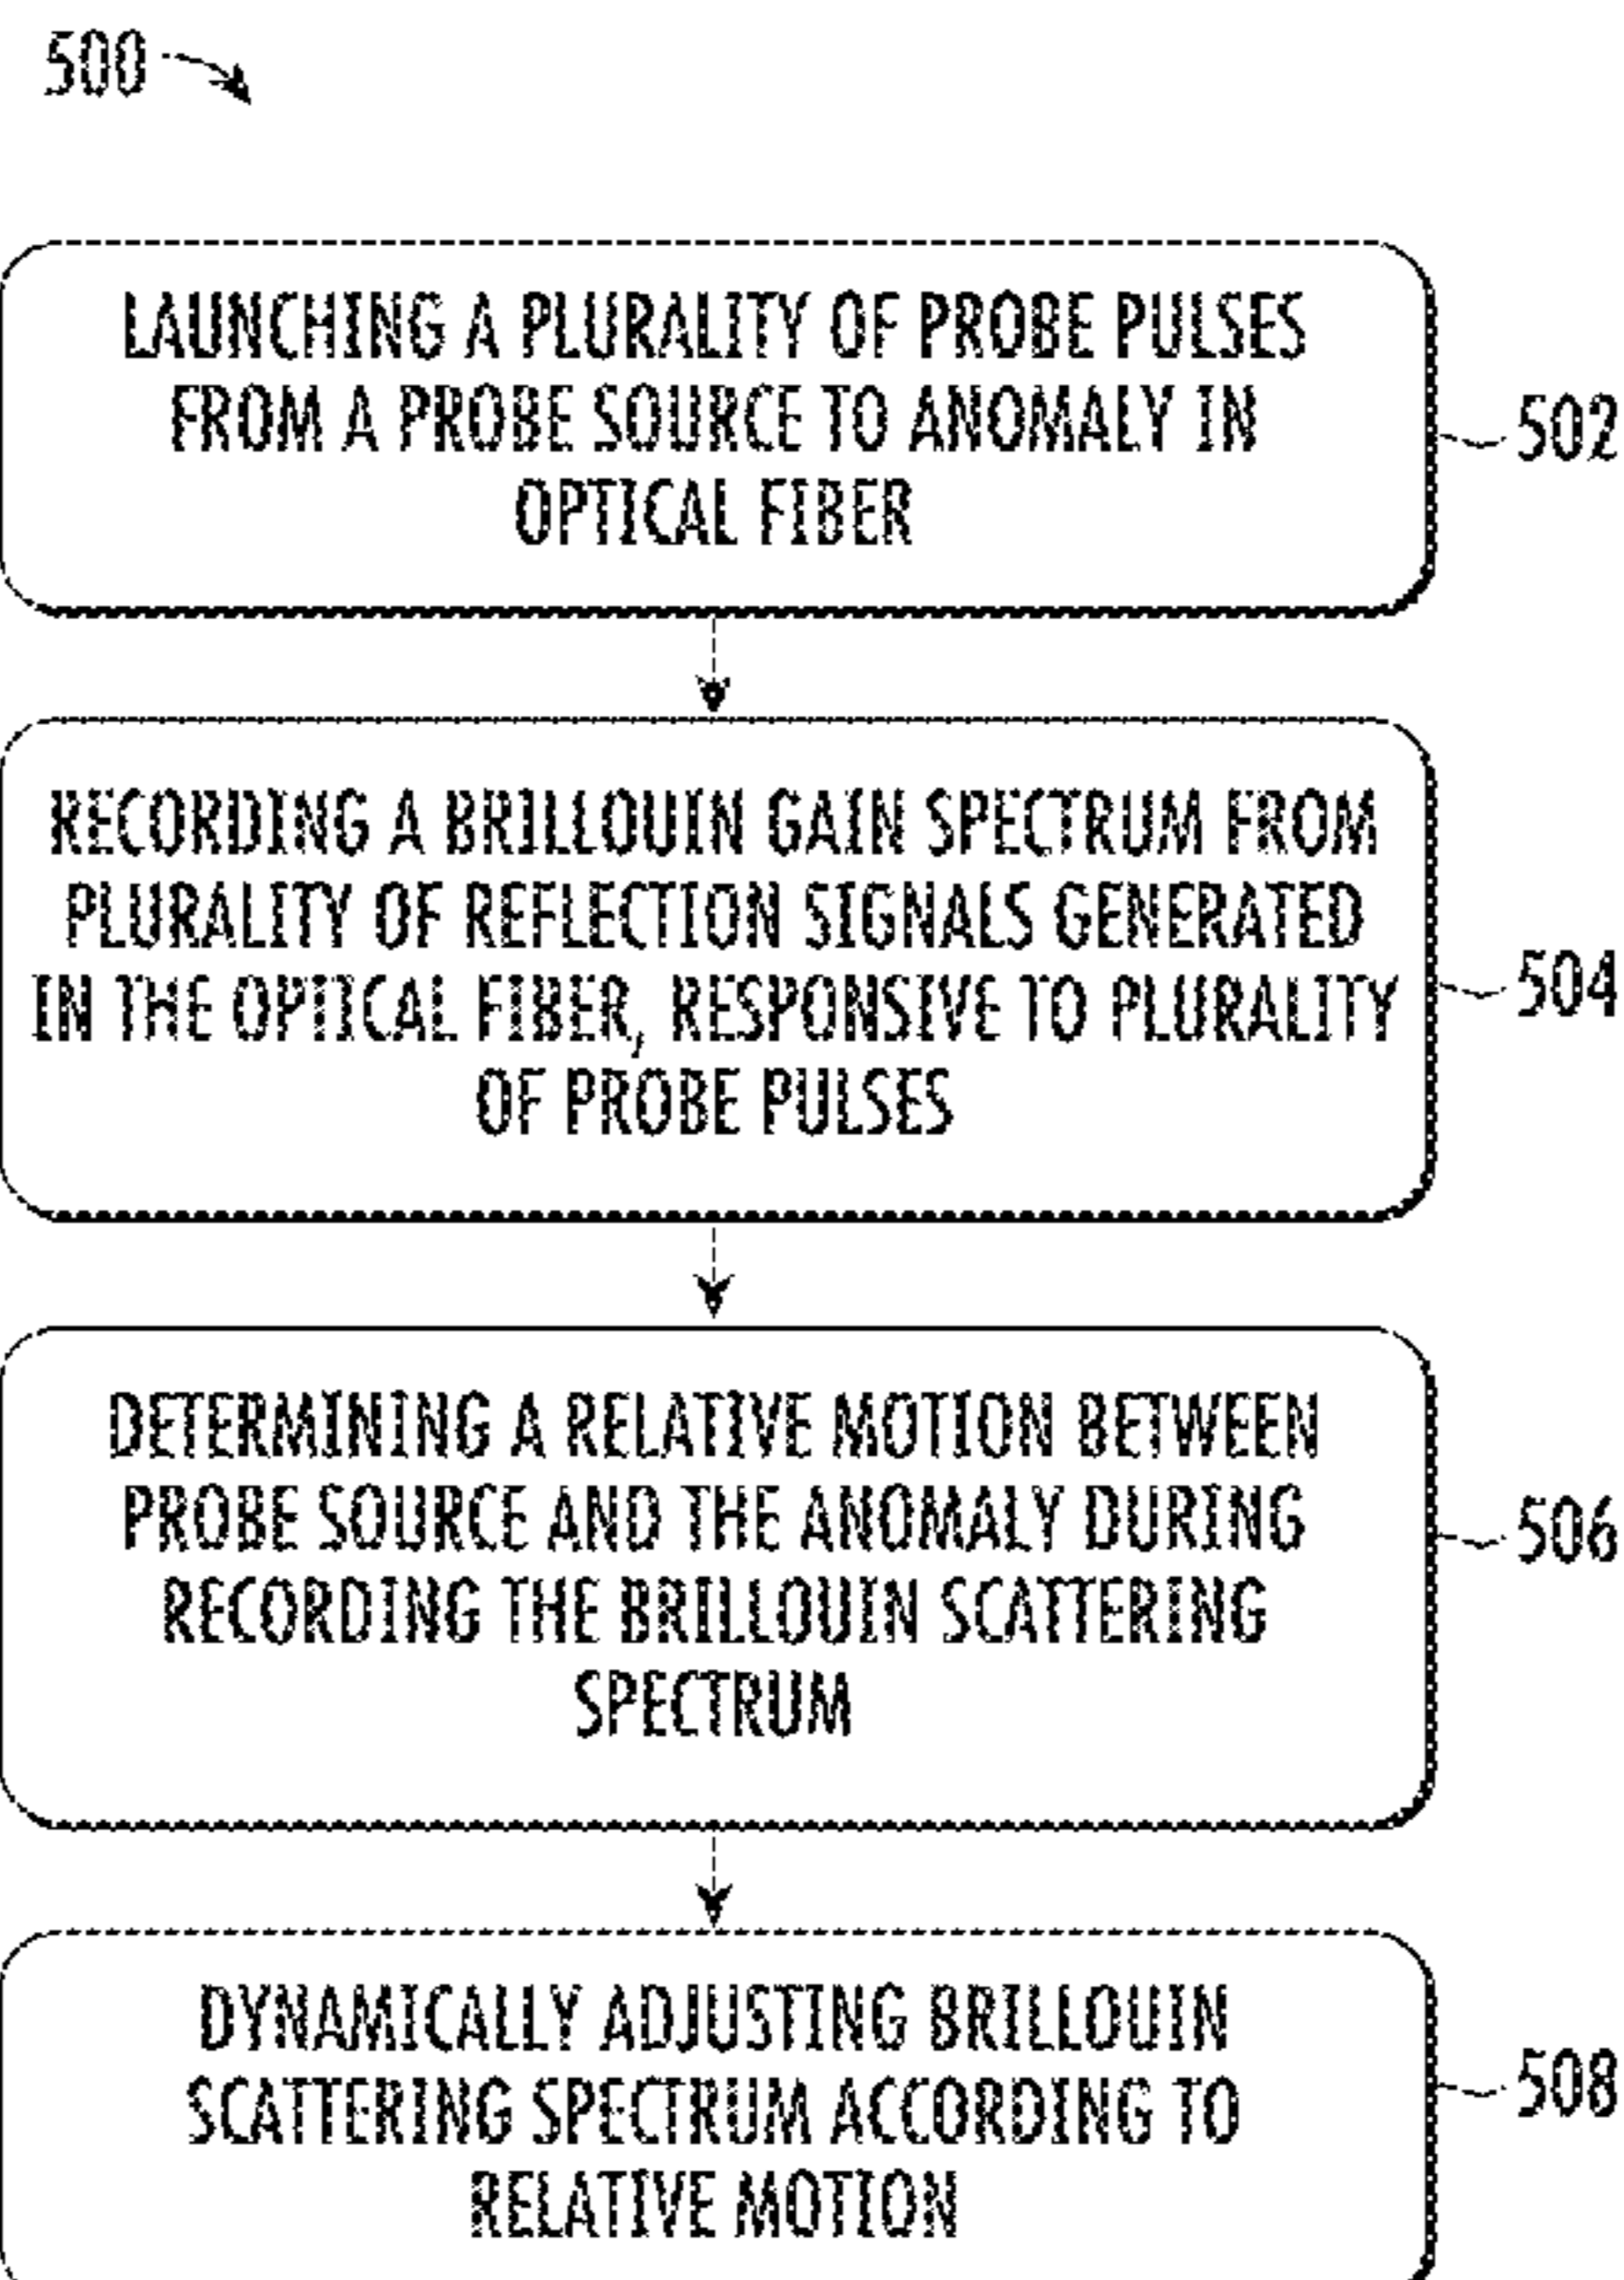 500
LAUNCHING A PLURALITY OF PROBE PULSES
FROM A PROBE SOURCE TO ANOMALY IN
OPTICAL FIBER
502
RECORDING A BRILLOUIN GAIN SPECTRUM FROM
PLURALITY OF REFLECTION SIGNALS GENERATED
IN THE OPTICAL FIBER, RESPONSIVE TO PLURALITY
OF PROBE PULSES
504
DETERMINING A RELATIVE MOTION BETWEEN
PROBE SOURCE AND THE ANOMALY DURING
RECORDING THE BRILLOUIN SCATTERING
SPECTRUM
506
DYNAMICALLY ADJUSTING BRILLOUIN
SCATTERING SPECTRUM ACCORDING TO
RELATIVE MOTION
508